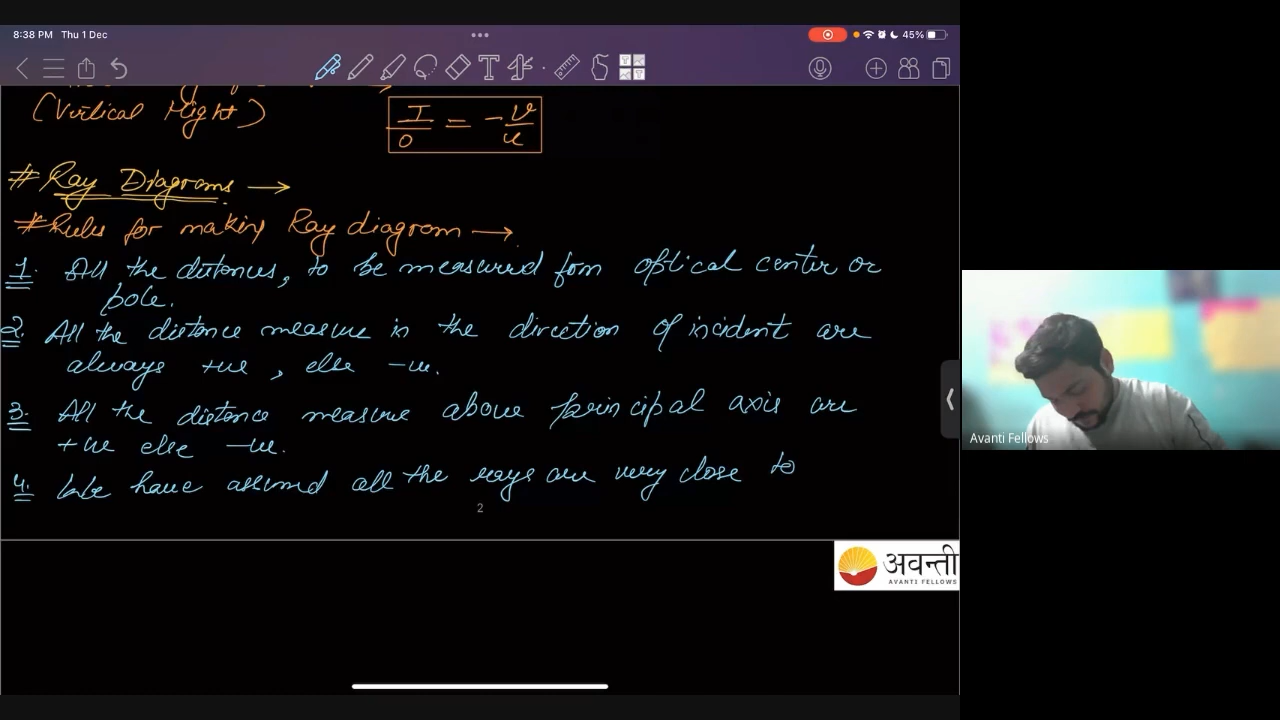 8:38 PM Thu 1 Dec
45%
(Virtical Hight)
I/O = -v/u
# Ray Diagrams →
# Rules for making Ray diagram →
1. All the distances, to be measured fom optical center or
pole.
2. All the distance measure in the direction of incident are
always +ve, else -ve.
3. All the distance measure above principal axis are
+ve else -ve.
4. We have assumed all the rays are very close to
2
अवन्ती
AVANTI FELLOWS
Avanti Fellows